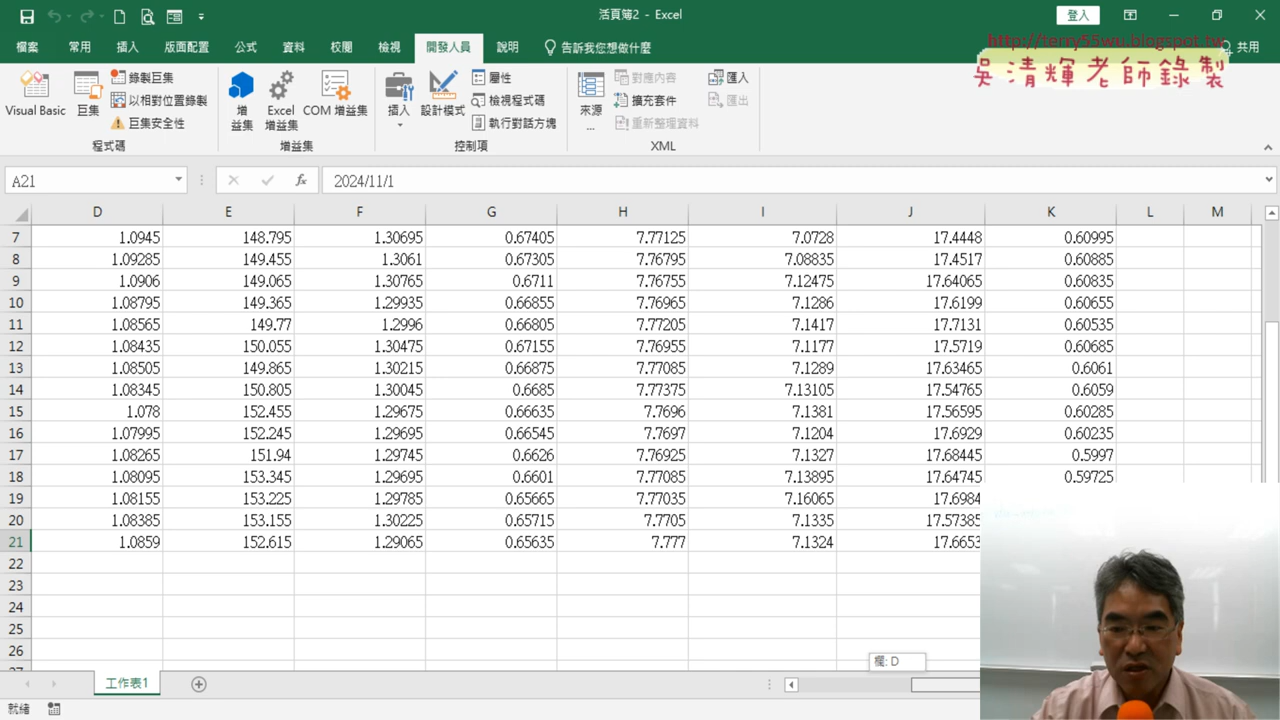 活頁簿2 - Excel
登入
檔案 常用 插入 版面配置 公式 資料 校閱 檢視 開發人員 說明 告訴我您想做什麼 共用
http://terry55wu.blogspot.tw
吳清輝老師錄製
Visual Basic
巨集
錄製巨集
以相對位置錄製
巨集安全性
程式碼
增益集
Excel 增益集
COM 增益集
增益集
插入
設計模式
屬性
檢視程式碼
執行對話方塊
控制項
來源...
對應內容
擴充套件
重新整理資料
匯入
匯出
XML
A21 fx 2024/11/1
D E F G H I J K L M
7 1.0945 148.795 1.30695 0.67405 7.77125 7.0728 17.4448 0.60995
8 1.09285 149.455 1.3061 0.67305 7.76795 7.08835 17.4517 0.60885
9 1.0906 149.065 1.30765 0.6711 7.76755 7.12475 17.64065 0.60835
10 1.08795 149.365 1.29935 0.66855 7.76965 7.1286 17.6199 0.60655
11 1.08565 149.77 1.2996 0.66805 7.77205 7.1417 17.7131 0.60535
12 1.08435 150.055 1.30475 0.67155 7.76955 7.1177 17.5719 0.60685
13 1.08505 149.865 1.30215 0.66875 7.77085 7.1289 17.63465 0.6061
14 1.08345 150.805 1.30045 0.6685 7.77375 7.13105 17.54765 0.6059
15 1.078 152.455 1.29675 0.66635 7.7696 7.1381 17.56595 0.60285
16 1.07995 152.245 1.29695 0.66545 7.7697 7.1204 17.6929 0.60235
17 1.08265 151.94 1.29745 0.6626 7.76925 7.1327 17.68445 0.5997
18 1.08095 153.345 1.29695 0.6601 7.77085 7.13895 17.64745 0.59725
19 1.08155 153.225 1.29785 0.65665 7.77035 7.16065 17.6984
20 1.08385 153.155 1.30225 0.65715 7.7705 7.1335 17.57385
21 1.0859 152.615 1.29065 0.65635 7.777 7.1324 17.6653
22
23
24
25
26
欄: D
工作表1
就緒